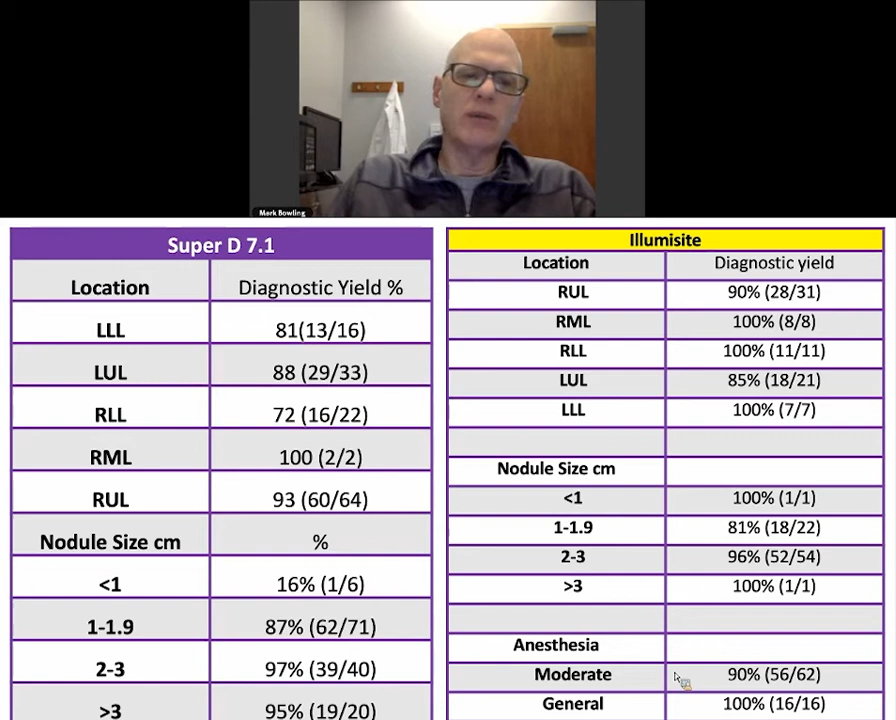 Mark Bowling
Super D 7.1
Location Diagnostic Yield %
LLL 81(13/16)
LUL 88 (29/33)
RLL 72 (16/22)
RML 100 (2/2)
RUL 93 (60/64)
Nodule Size cm %
<1 16% (1/6)
1-1.9 87% (62/71)
2-3 97% (39/40)
>3 95% (19/20)
Illumisite
Location Diagnostic yield
RUL 90% (28/31)
RML 100% (8/8)
RLL 100% (11/11)
LUL 85% (18/21)
LLL 100% (7/7)
Nodule Size cm
<1 100% (1/1)
1-1.9 81% (18/22)
2-3 96% (52/54)
>3 100% (1/1)
Anesthesia
Moderate 90% (56/62)
General 100% (16/16)